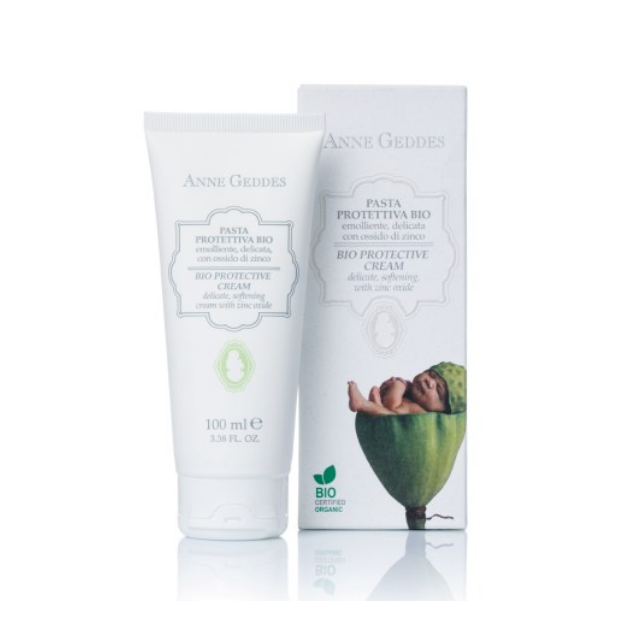 ANNE GEDDES
PASTA
PROTETTIVA BIO
emolliente, delicata,
con ossido di zinco
BIO PROTECTIVE
CREAM
delicate, softening
cream with zinc oxide
100 ml ℮
3.38 FL. OZ.
ANNE GEDDES
PASTA
PROTETTIVA BIO
emolliente, delicata
con ossido di zinco
BIO PROTECTIVE
CREAM
delicate, softening,
with zinc oxide
BIO
CERTIFIED
ORGANIC